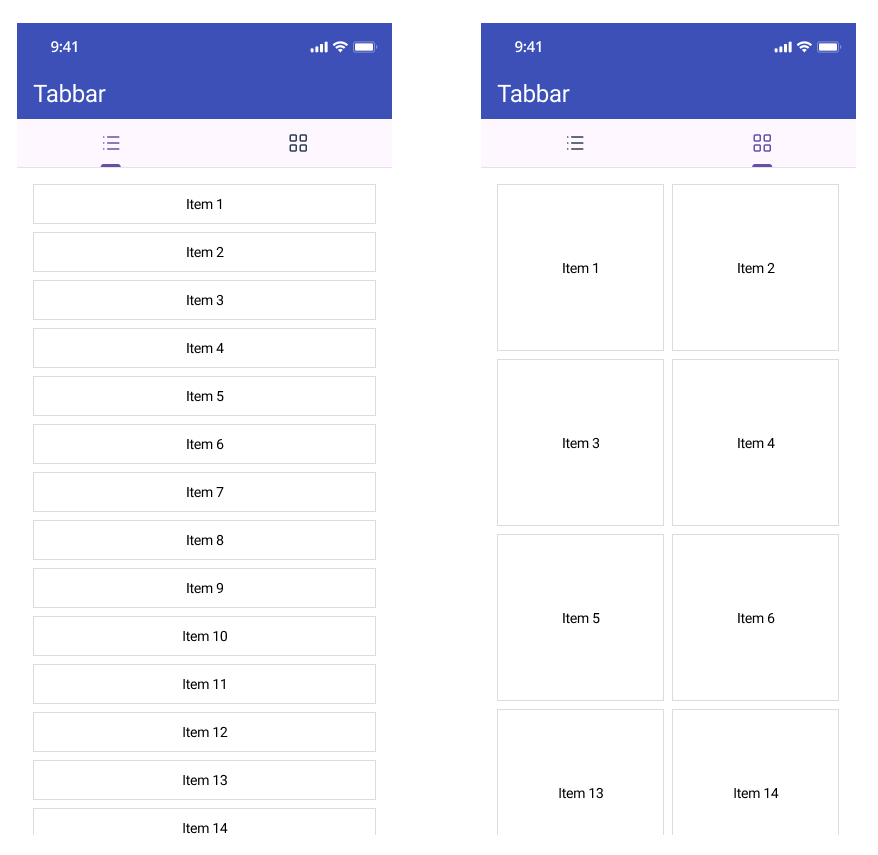 9:41
Tabbar
Item 1
Item 2
Item 3
Item 4
Item 5
Item 6
Item 7
Item 8
Item 9
Item 10
Item 11
Item 12
Item 13
Item 14
9:41
Tabbar
Item 1 Item 2
Item 3 Item 4
Item 5 Item 6
Item 13 Item 14